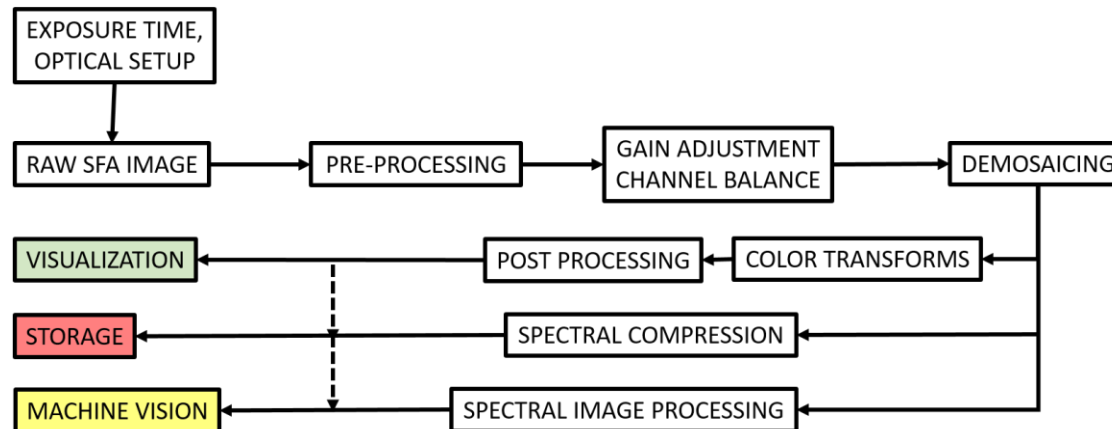 EXPOSURE TIME,
OPTICAL SETUP
RAW SFA IMAGE
PRE-PROCESSING
GAIN ADJUSTMENT
CHANNEL BALANCE
DEMOSAICING
VISUALIZATION
POST PROCESSING
COLOR TRANSFORMS
STORAGE
SPECTRAL COMPRESSION
MACHINE VISION
SPECTRAL IMAGE PROCESSING